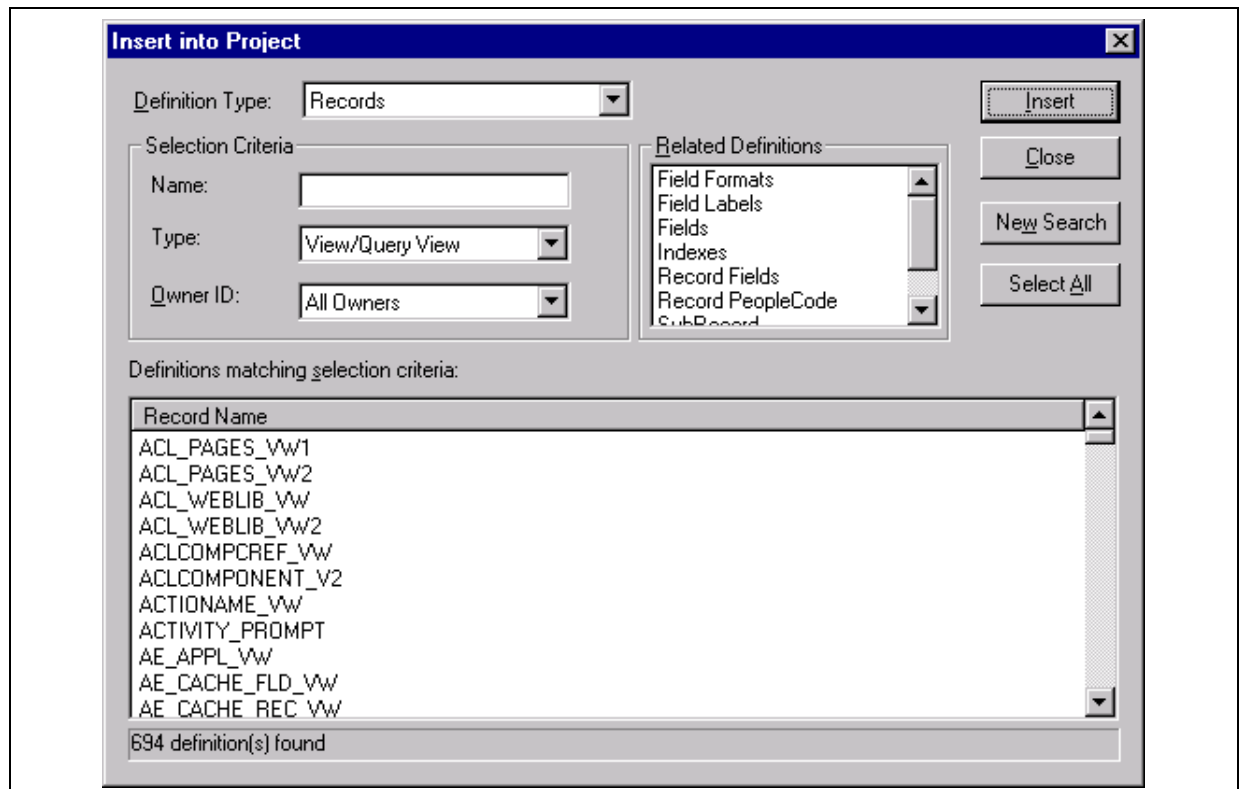 Insert into Project
Definition Type: Records
Insert
Selection Criteria
Name:
Type: View/Query View
Owner ID: All Owners
Related Definitions
Field Formats
Field Labels
Fields
Indexes
Record Fields
Record PeopleCode
SubRecord
Close
New Search
Select All
Definitions matching selection criteria:
Record Name
ACL_PAGES_VW1
ACL_PAGES_VW2
ACL_WEBLIB_VW
ACL_WEBLIB_VW2
ACLCOMPCREF_VW
ACLCOMPONENT_V2
ACTIONAME_VW
ACTIVITY_PROMPT
AE_APPL_VW
AE_CACHE_FLD_VW
AE_CACHE_REC_VW
694 definition(s) found